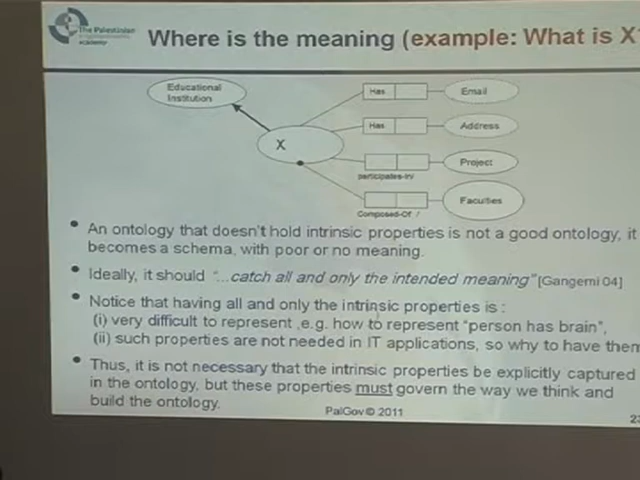 The Palestinian
academy
Where is the meaning (example: What is X
Educational
Institution
X
Has
Email
Has
Address
Project
participates-in/
Faculties
Composed-Of /
• An ontology that doesn't hold intrinsic properties is not a good ontology, it
becomes a schema, with poor or no meaning.
• Ideally, it should "...catch all and only the intended meaning" [Gangemi 04]
• Notice that having all and only the intrinsic properties is :
(i) very difficult to represent ,e.g. how to represent "person has brain",
(ii) such properties are not needed in IT applications, so why to have them
• Thus, it is not necessary that the intrinsic properties be explicitly captured
in the ontology, but these properties must govern the way we think and
build the ontology.
PalGov © 2011